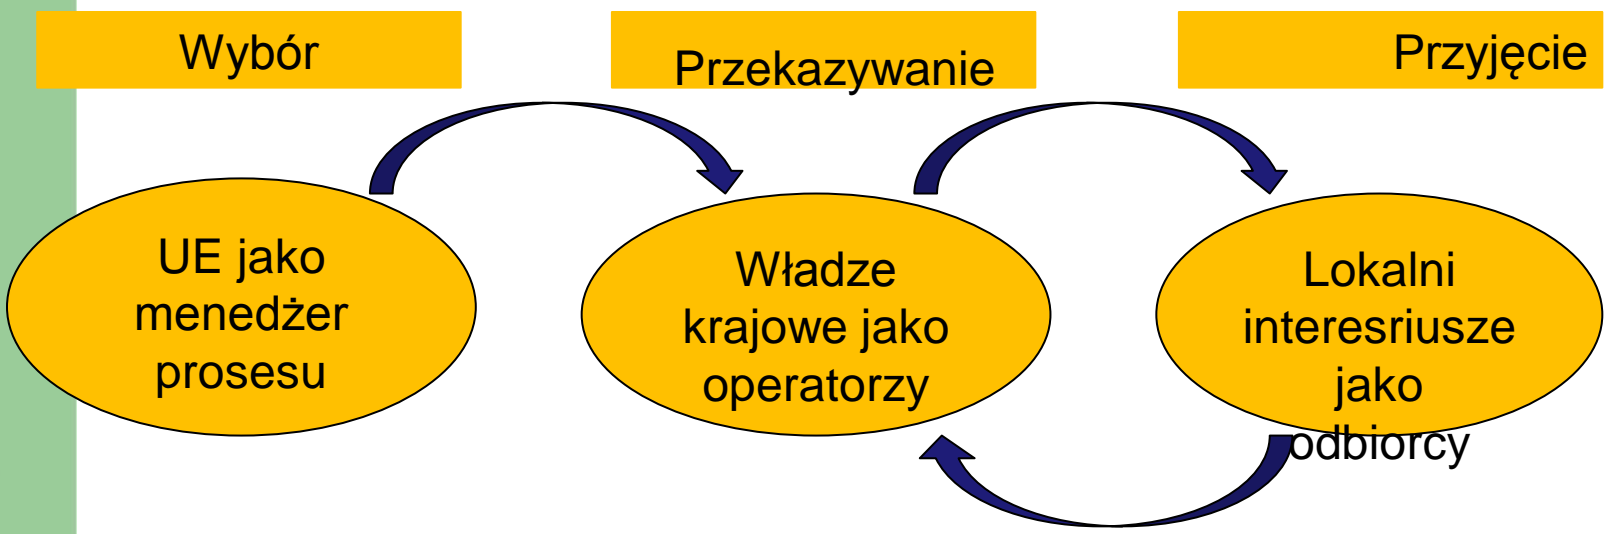 Wybór
Przekazywanie
Przyjęcie
UE jako
menedżer
prosesu
Władze
krajowe jako
operatorzy
Lokalni
interesriusze
jako
odbiorcy